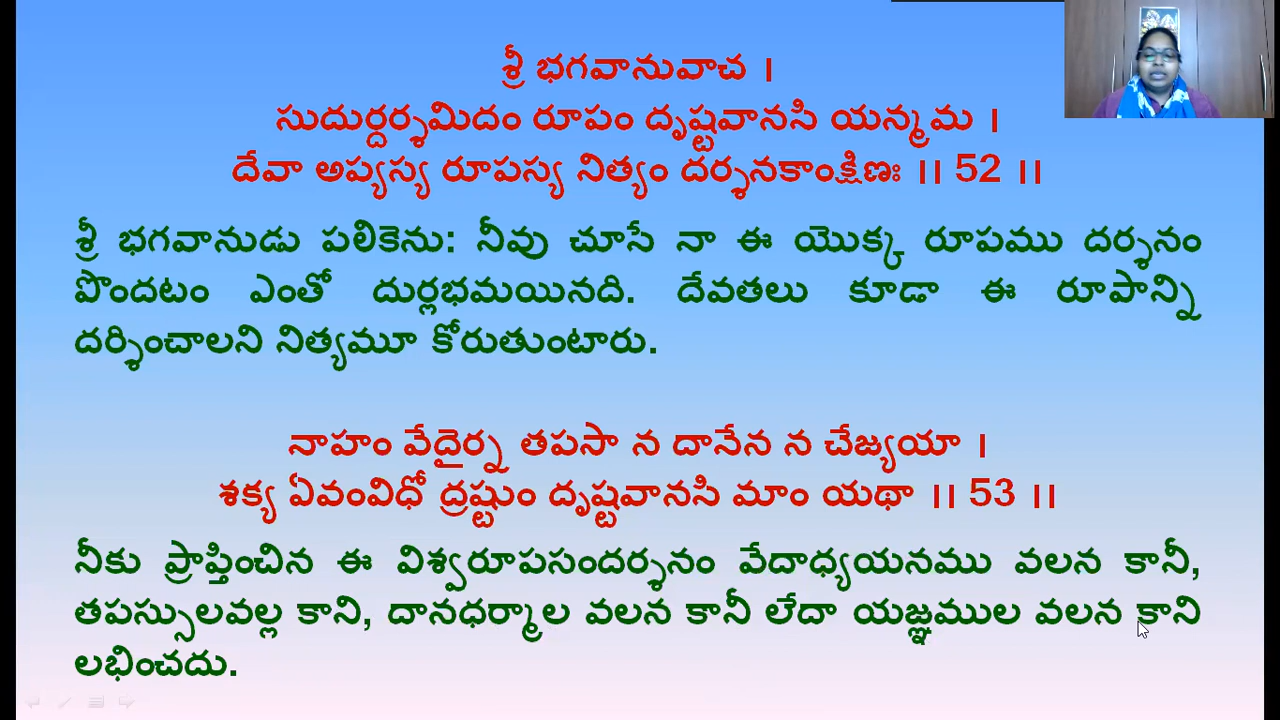 శ్రీ భగవానువాచ ।
సుదుర్దర్శమిదం రూపం దృష్టవానసి యన్మమ ।
దేవా అప్యస్య రూపస్య నిత్యం దర్శనకాంక్షిణః ।। 52 ।।
శ్రీ భగవానుడు పలికెను: నీవు చూసే నా ఈ యొక్క రూపము దర్శనం
పొందటం ఎంతో దుర్లభమయినది. దేవతలు కూడా ఈ రూపాన్ని
దర్శించాలని నిత్యమూ కోరుతుంటారు.
నాహం వేదైర్న తపసా న దానేన న చేజ్యయా ।
శక్య ఏవంవిధో ద్రష్టుం దృష్టవానసి మాం యథా ।। 53 ।।
నీకు ప్రాప్తించిన ఈ విశ్వరూపసందర్శనం వేదాధ్యయనము వలన కానీ,
తపస్సులవల్ల కాని, దానధర్మాల వలన కానీ లేదా యజ్ఞముల వలన కాని
లభించదు.